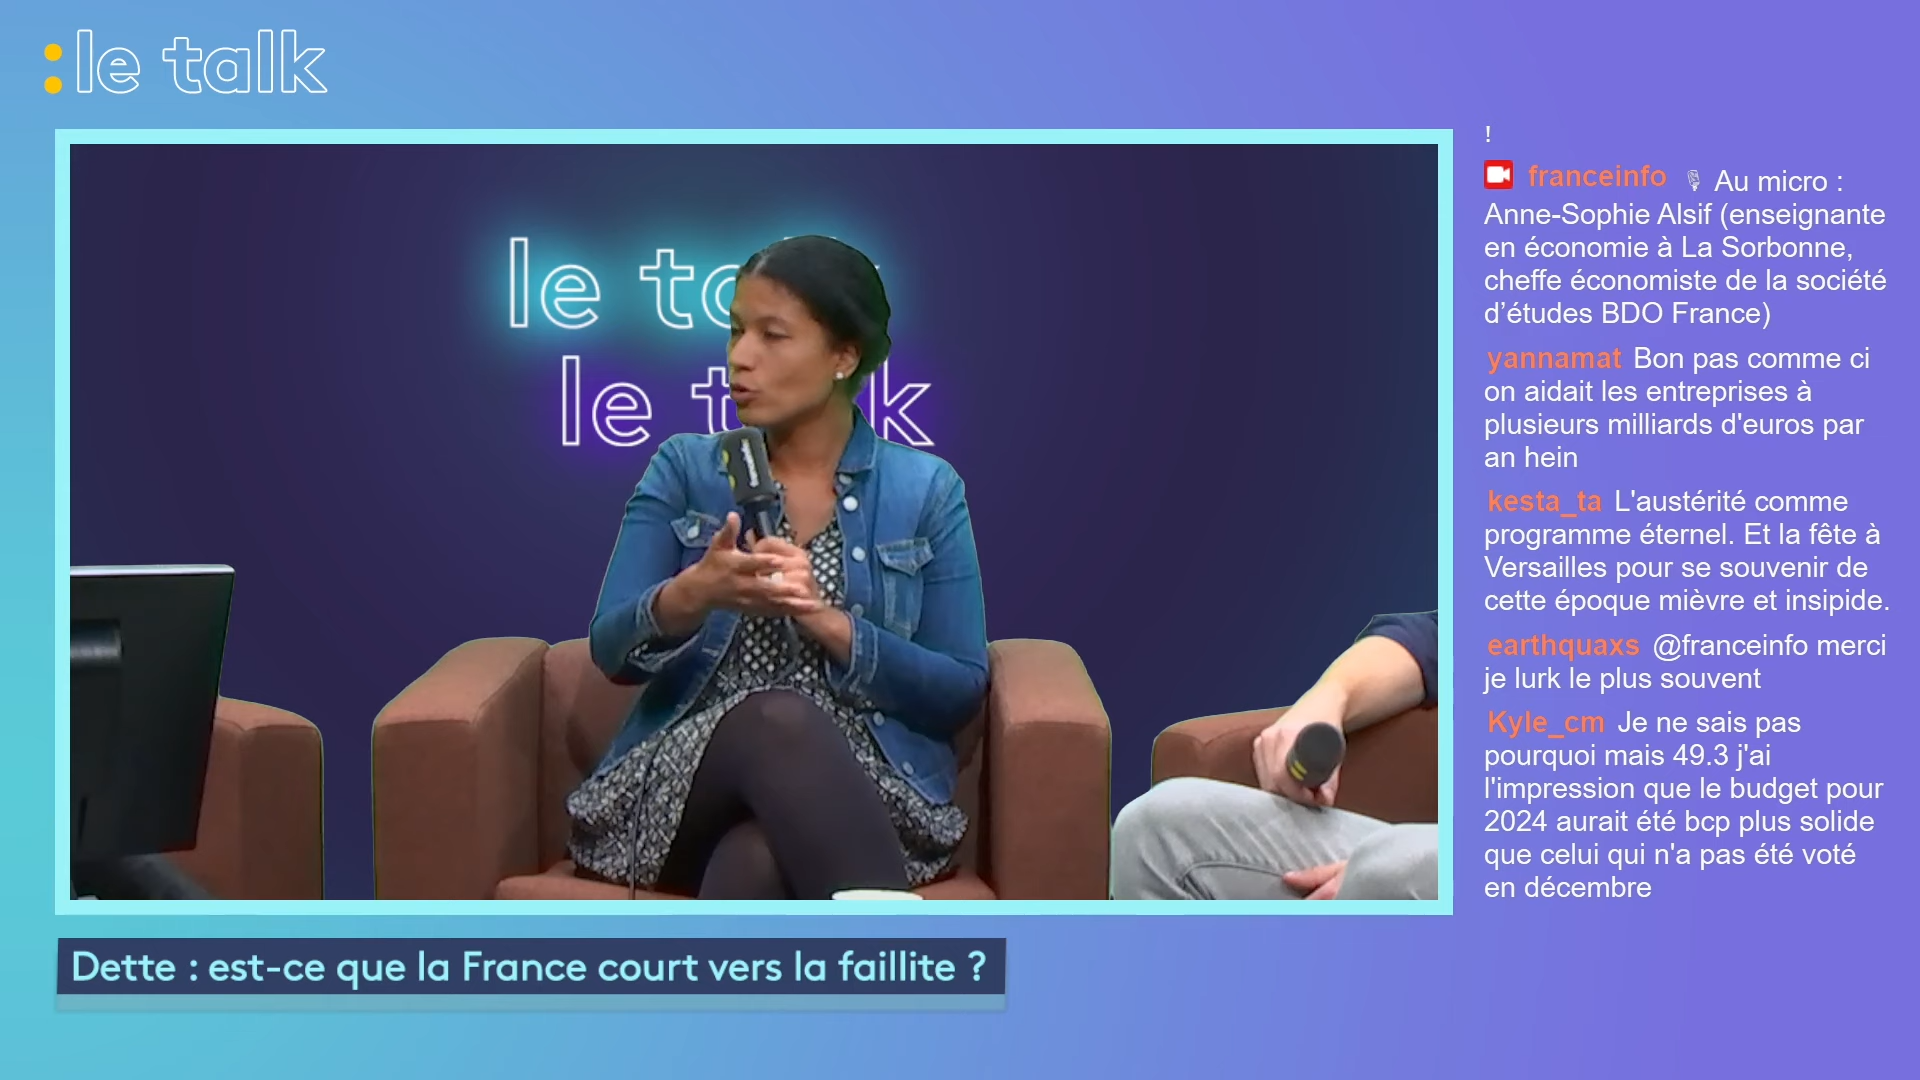 :le talk
le ta k
le t lk
!
franceinfo 🎙 Au micro :
Anne-Sophie Alsif (enseignante
en économie à La Sorbonne,
cheffe économiste de la société
d’études BDO France)
yannamat Bon pas comme ci
on aidait les entreprises à
plusieurs milliards d'euros par
an hein
kesta_ta L'austérité comme
programme éternel. Et la fête à
Versailles pour se souvenir de
cette époque mièvre et insipide.
earthquaxs @franceinfo merci
je lurk le plus souvent
Kyle_cm Je ne sais pas
pourquoi mais 49.3 j'ai
l'impression que le budget pour
2024 aurait été bcp plus solide
que celui qui n'a pas été voté
en décembre
Dette : est-ce que la France court vers la faillite ?